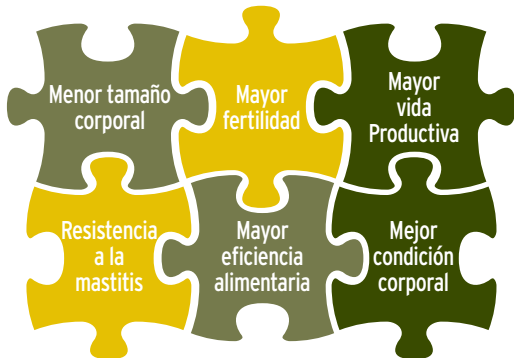 Menor tamaño
corporal
Mayor
fertilidad
Mayor
vida
Productiva
Resistencia
a la
mastitis
Mayor
eficiencia
alimentaria
Mejor
condición
corporal